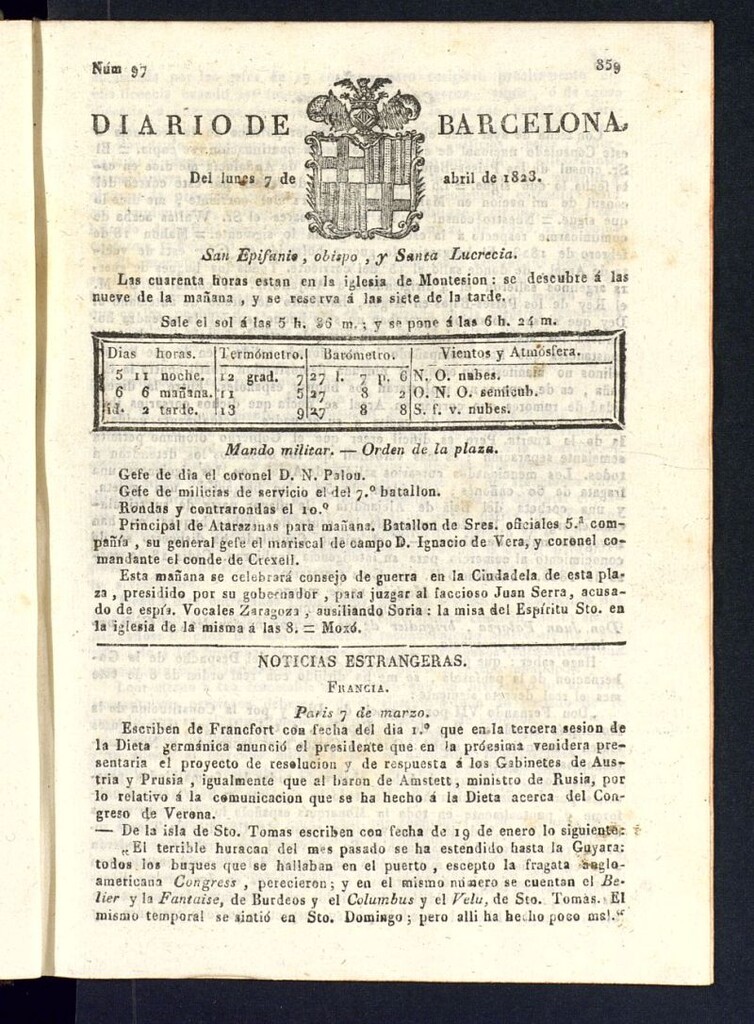 Núm 97 859
DIARIO DE BARCELONA,
Del lunes 7 de abril de 1823.
San Epifanio, obispo, y Santa Lucrecia.
Las cuarenta horas estan en la iglesia de Montesion: se descubre á las
nueve de la mañana, y se reserva á las siete de la tarde.
Sale el sol á las 5 h. 36 m.; y se pone á las 6 h. 24 m.
Dias horas. Termómetro. Barómetro. Vientos y Atmósfera.
5 11 noche. 12 grad. 7 27 l. 7 p. 6 N. O. nubes.
6 6 mañana. 11 5 27 8 2 O. N. O. semicub.
id. 2 tarde. 13 9 27 8 8 S. f. v. nubes.
Mando militar. — Orden de la plaza.
Gefe de dia el coronel D. N. Palou.
Gefe de milicias de servicio el del 7.º batallon.
Rondas y contrarondas el 10.º
Principal de Atarazanas para mañana. Batallon de Sres. oficiales 5.ª com-
pañía, su general gefe el mariscal de campo D. Ignacio de Vera, y coronel co-
mandante el conde de Crexell.
Esta mañana se celebrará consejo de guerra en la Ciudadela de esta pla-
za, presidido por su gobernador, para juzgar al faccioso Juan Serra, acusa-
do de espía. Vocales Zaragoza, ausiliando Soria: la misa del Espíritu Sto. en
la iglesia de la misma á las 8. = Moxó.
NOTICIAS ESTRANGERAS.
FRANCIA.
Paris 7 de marzo.
Escriben de Francfort con fecha del dia 1.º que en la tercera sesion de
la Dieta germánica anunció el presidente que en la prócsima venidera pre-
sentaria el proyecto de resolucion y de respuesta á los Gabinetes de Aus-
tria y Prusia, igualmente que al baron de Amstett, ministro de Rusia, por
lo relativo á la comunicacion que se ha hecho á la Dieta acerca del Con-
greso de Verona.
— De la isla de Sto. Tomas escriben con fecha de 19 de enero lo siguiente:
„El terrible huracan del mes pasado se ha estendido hasta la Guyara:
todos los buques que se hallaban en el puerto, escepto la fragata anglo-
americana Congress, perecieron; y en el mismo número se cuentan el Be-
lier y la Fantaise, de Burdeos y el Columbus y el Velu, de Sto. Tomas. El
mismo temporal se sintió en Sto. Domingo; pero alli ha hecho poco mal.“